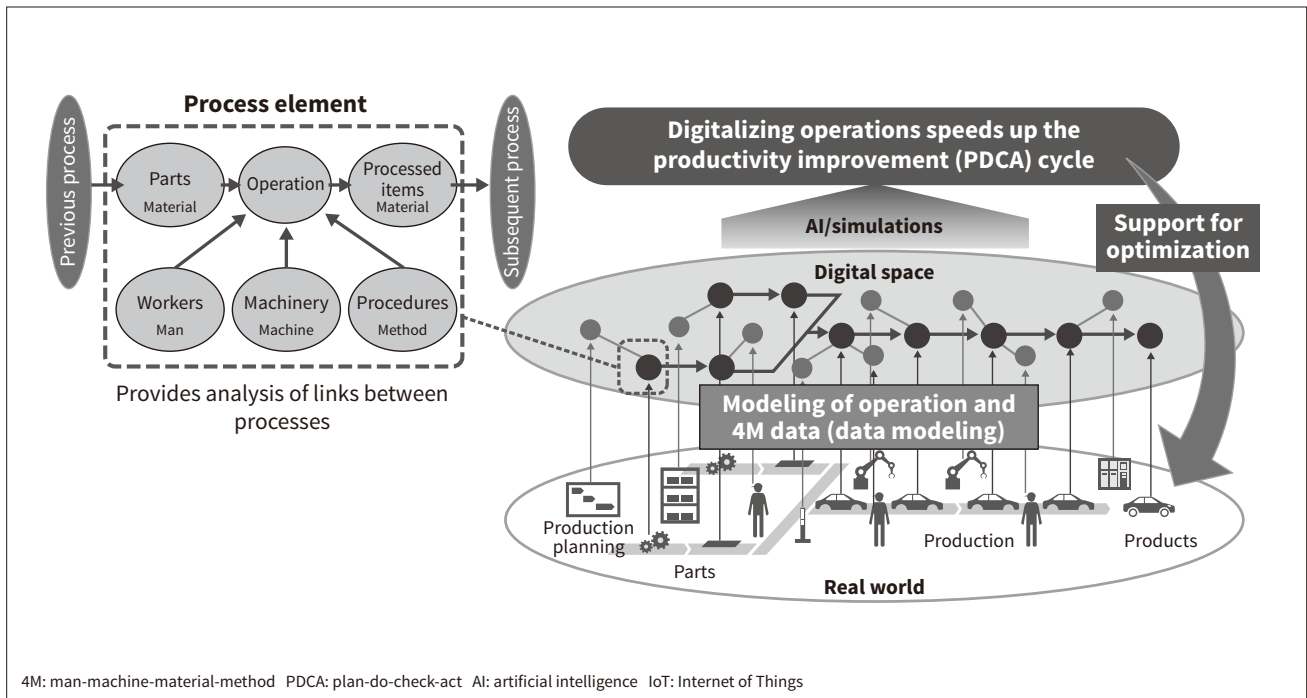 Process element
Previous process
Parts
Material
Operation
Processed
items
Material
Subsequent process
Workers
Man
Machinery
Machine
Procedures
Method
Provides analysis of links between
processes
Digitalizing operations speeds up the
productivity improvement (PDCA) cycle
AI/simulations
Support for
optimization
Digital space
Modeling of operation and
4M data (data modeling)
Production
planning
Parts
Production
Products
Real world
4M: man-machine-material-method PDCA: plan-do-check-act AI: artificial intelligence IoT: Internet of Things